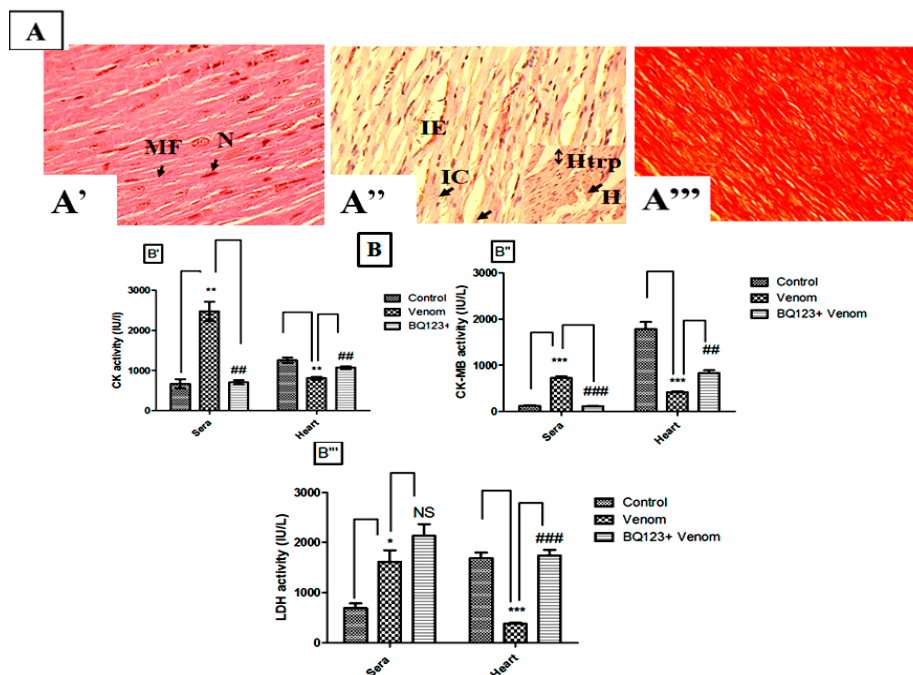 A
MF N
A’
IE
Htrp
IC
H
A’’
A’’’
B'
B
CK activity (IU/l)
3000
2000
1000
0
**
##
**
##
Sera
Heart
Control
Venom
BQ123+ Venom
B''
CK-MB activity (IU/L)
3000
2000
1000
0
***
###
***
##
Sera
Heart
Control
Venom
BQ123+ Venom
B'''
LDH activity (IU/L)
3000
2000
1000
0
*
NS
***
###
Sera
Heart
Control
Venom
BQ123+ Venom